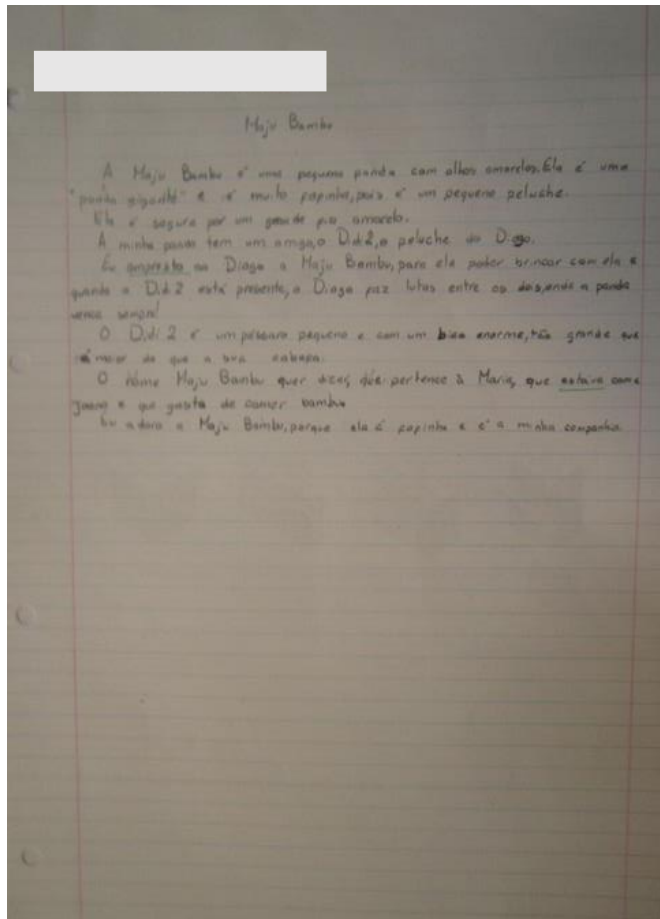 Maju Bambu
A Maju Bambu é uma pequena panda com olhos amarelos. Ela é uma
"panda " e é muito fofinha, pois é um pequeno peluche.
Ela é segura por um grande fio amarelo.
A minha panda tem um amigo, o Didi 2, o peluche do Diogo.
Eu empresto ao Diogo a Maju Bambu, para ele poder brincar com ela e
quando o Didi 2 está presente, o Diogo faz lutas entre os dois, onde a panda
vence sempre!
O Didi 2 é um pássaro pequeno e com um bico enorme, tão grande que
é maior do que a sua cabeça.
O nome Maju Bambu quer dizer, que pertence à Maria, que estava com a
Joana e que gosta de comer bambu.
Eu adoro a Maju Bambu, porque ela é fofinha e é a minha companhia.